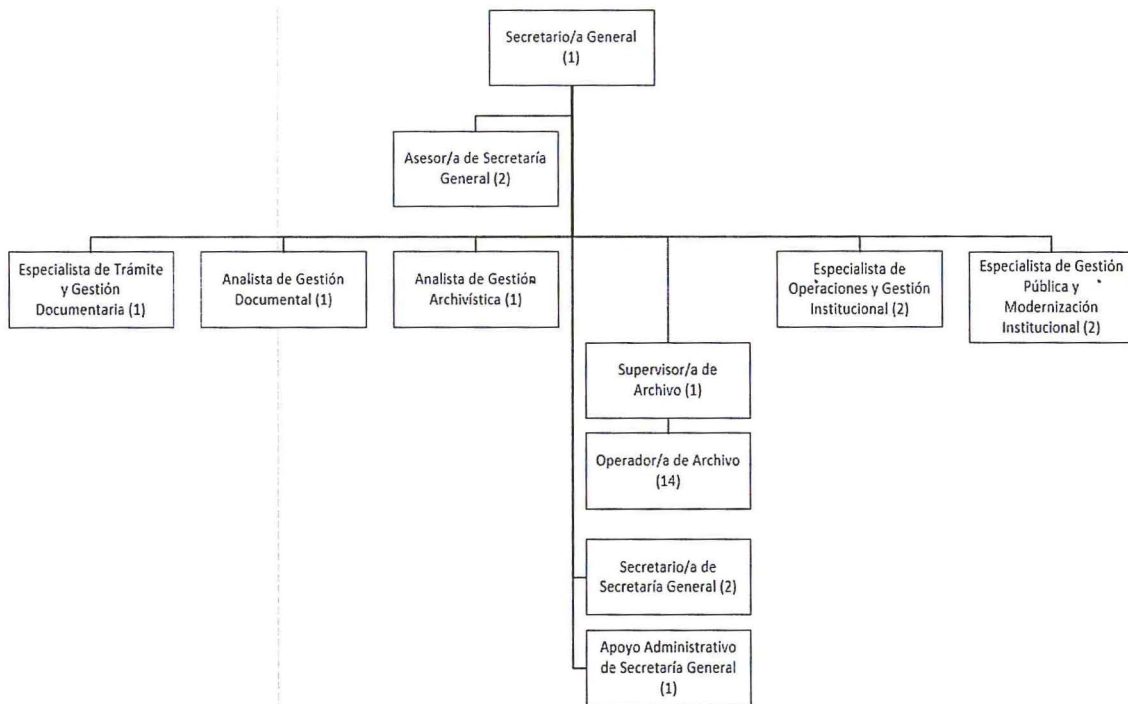 Secretario/a General
(1)
Asesor/a de Secretaría
General (2)
Especialista de Trámite
y Gestión
Documentaria (1)
Analista de Gestión
Documental (1)
Analista de Gestión
Archivística (1)
Especialista de
Operaciones y Gestión
Institucional (2)
Especialista de Gestión
Pública y
Modernización
Institucional (2)
Supervisor/a de
Archivo (1)
Operador/a de Archivo
(14)
Secretario/a de
Secretaría General (2)
Apoyo Administrativo
de Secretaría General
(1)